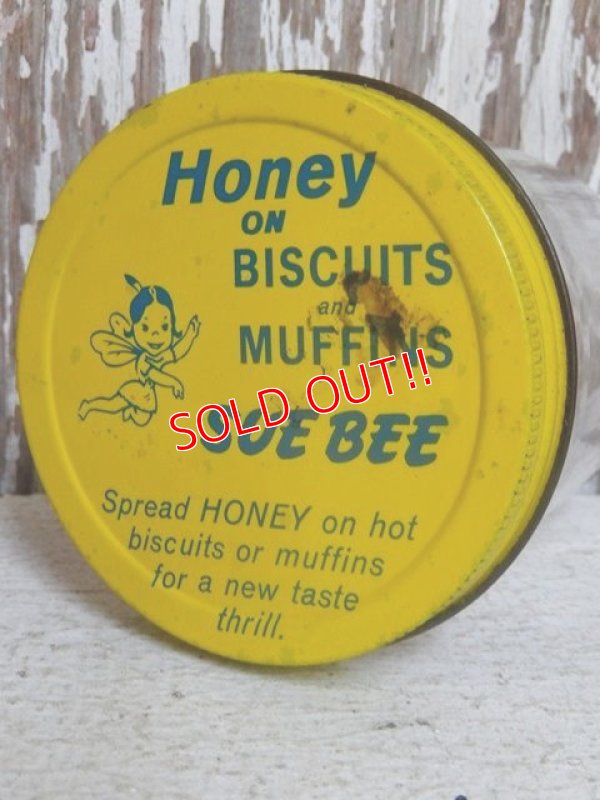 Honey
ON
BISCUITS
and
MUFFINS
SOLD OUT!!
BEE
Spread HONEY on hot
biscuits or muffins
for a new taste
thrill.